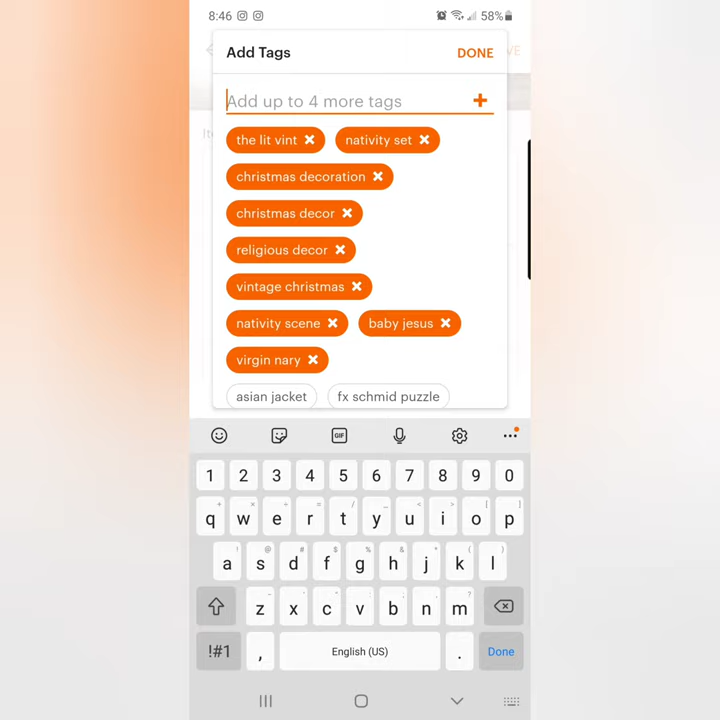 8:46 58%
Add Tags DONE
VE
Add up to 4 more tags
It
the lit vint nativity set
christmas decoration
christmas decor
religious decor
vintage christmas
nativity scene baby jesus
virgin nary
asian jacket fx schmid puzzle
GIF
1 2 3 4 5 6 7 8 9 0
+ × ÷ = / _ < > [ ]
q w e r t y u i o p
! @ # $ % ^ & * ( )
a s d f g h j k l
- ' " : ; , ?
z x c v b n m
!#1 , English (US) . Done